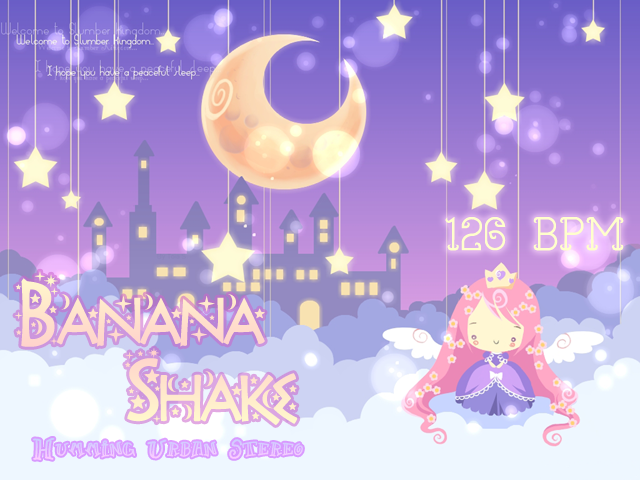 Welcome to Slumber Kingdom.
Welcome to Slumber Kingdom.
I hope you have a peaceful sleep..
I hope you have a peaceful sleep..
126 BPM
BANANA
SHAKE
HUMMING URBAN STEREO